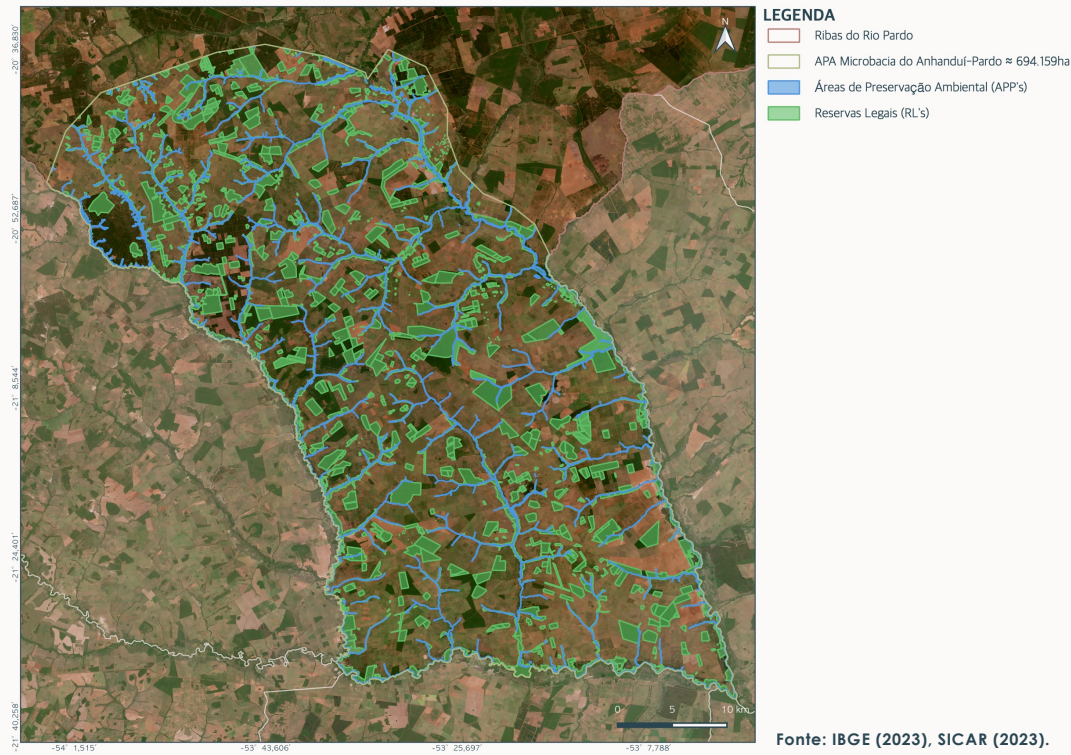 LEGENDA
Ribas do Rio Pardo
APA Microbacia do Anhanduí-Pardo ≈ 694.159ha
Áreas de Preservação Ambiental (APP's)
Reservas Legais (RL's)
N
-20° 36,830'
-20° 52,687'
-21° 8,544'
-21° 24,401'
-21° 40,258'
0 5 10 km
-54° 1,515' -53° 43,606' -53° 25,697' -53° 7,788'
Fonte: IBGE (2023), SICAR (2023).